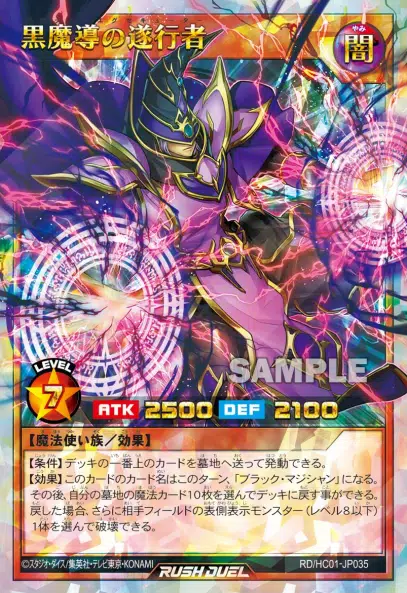 黒魔導の遂行者
闇
やみ
SAMPLE
LEVEL
7
ATK 2500 DEF 2100
【魔法使い族／効果】
【条件】デッキの一番上のカードを墓地へ送って発動できる。
【効果】このカードのカード名はこのターン、「ブラック・マジシャン」になる。
その後、自分の墓地の魔法カード10枚を選んでデッキに戻す事ができる。
戻した場合、さらに相手フィールドの表側表示モンスター（レベル８以下）
１体を選んで破壊できる。
©スタジオ・ダイス/集英社・テレビ東京・KONAMI
RUSH DUEL
RD/HC01-JP035